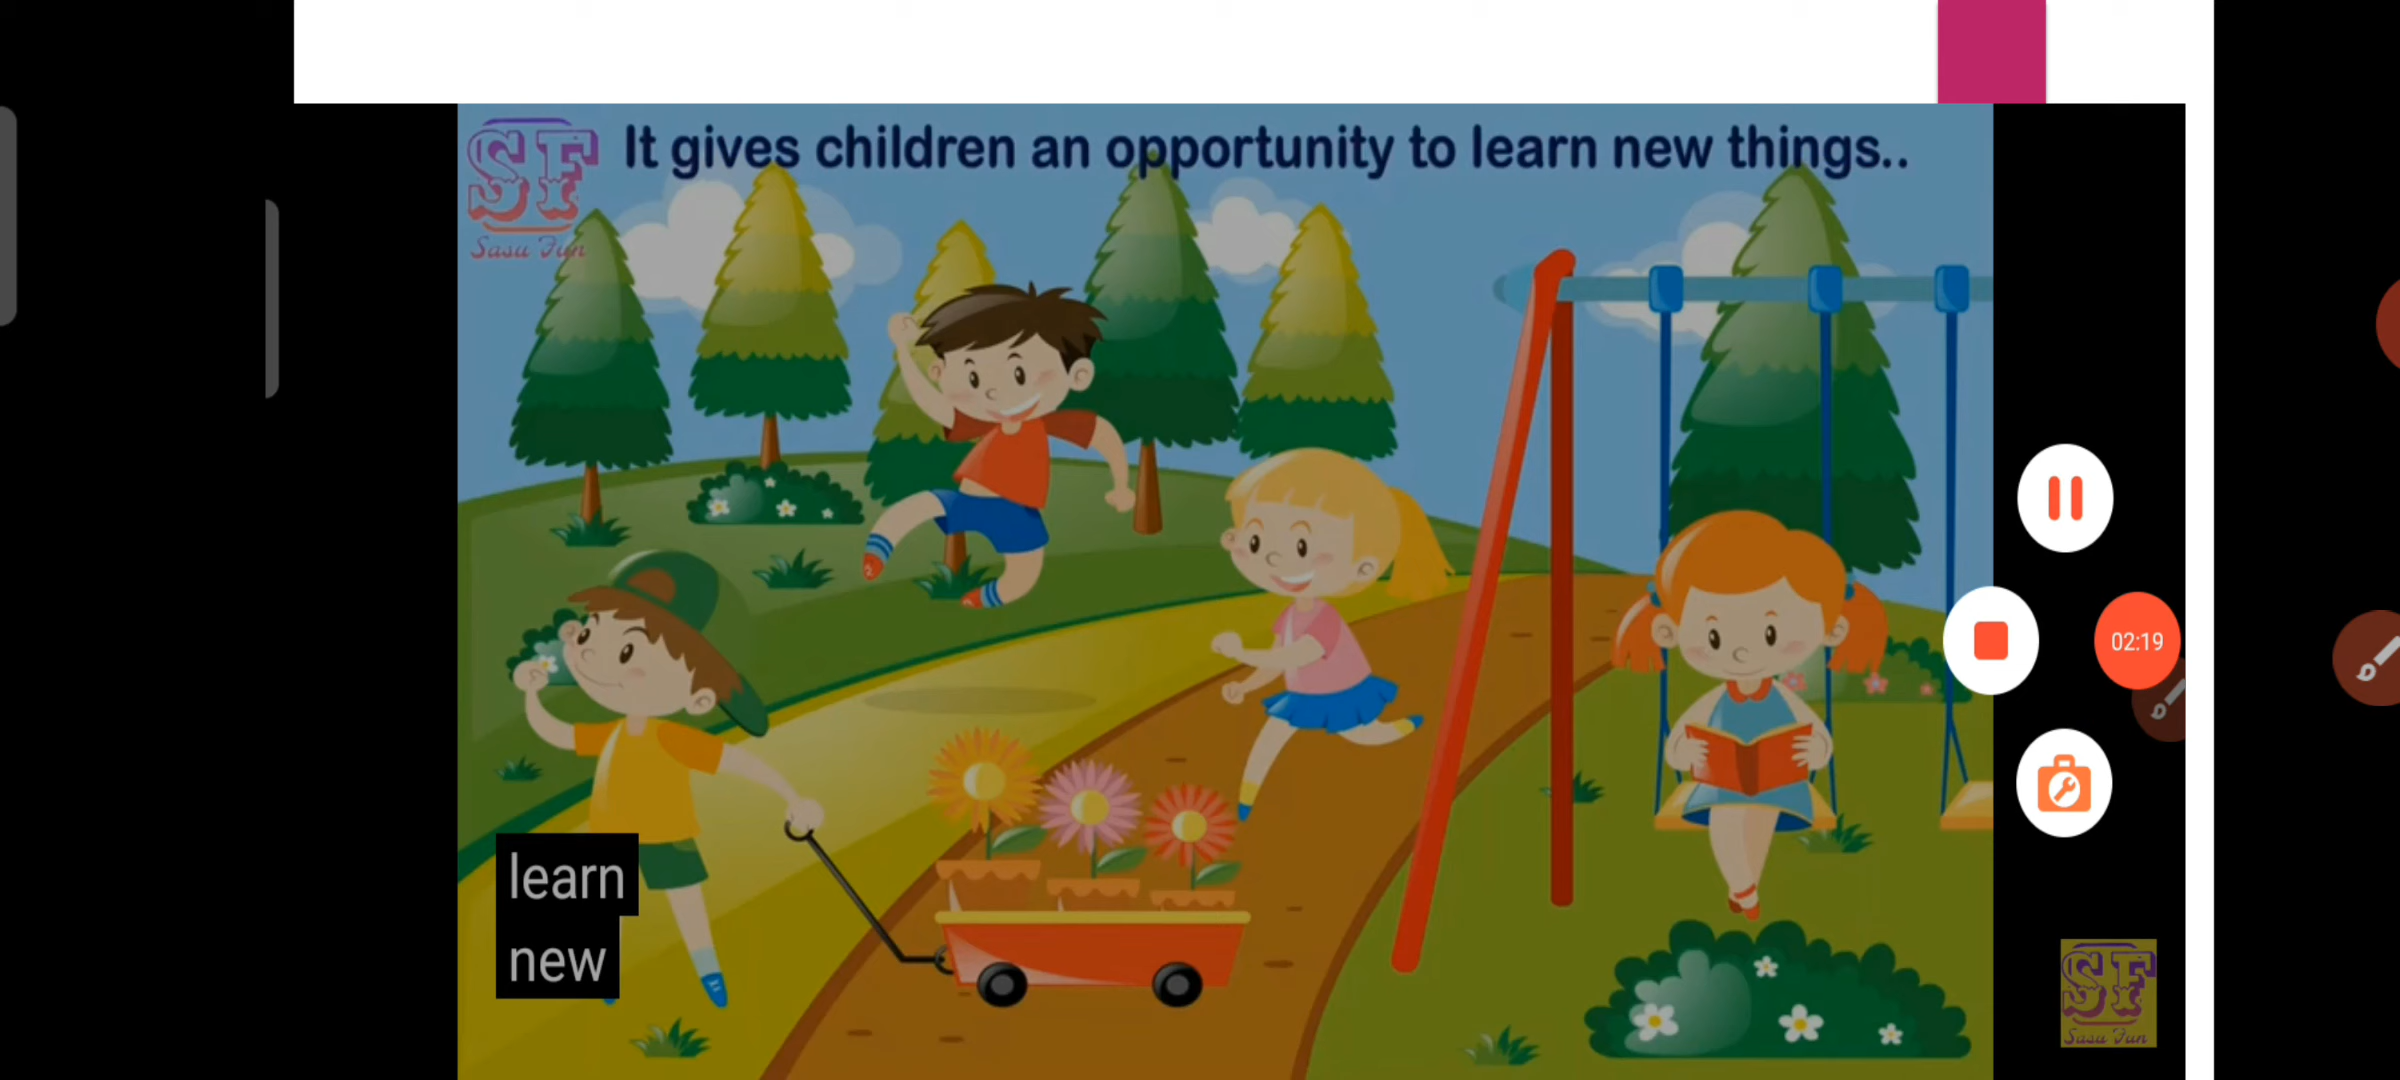 SF
Sasu Fun
It gives children an opportunity to learn new things..
learn
new
02:19
SF
Sasu Fun